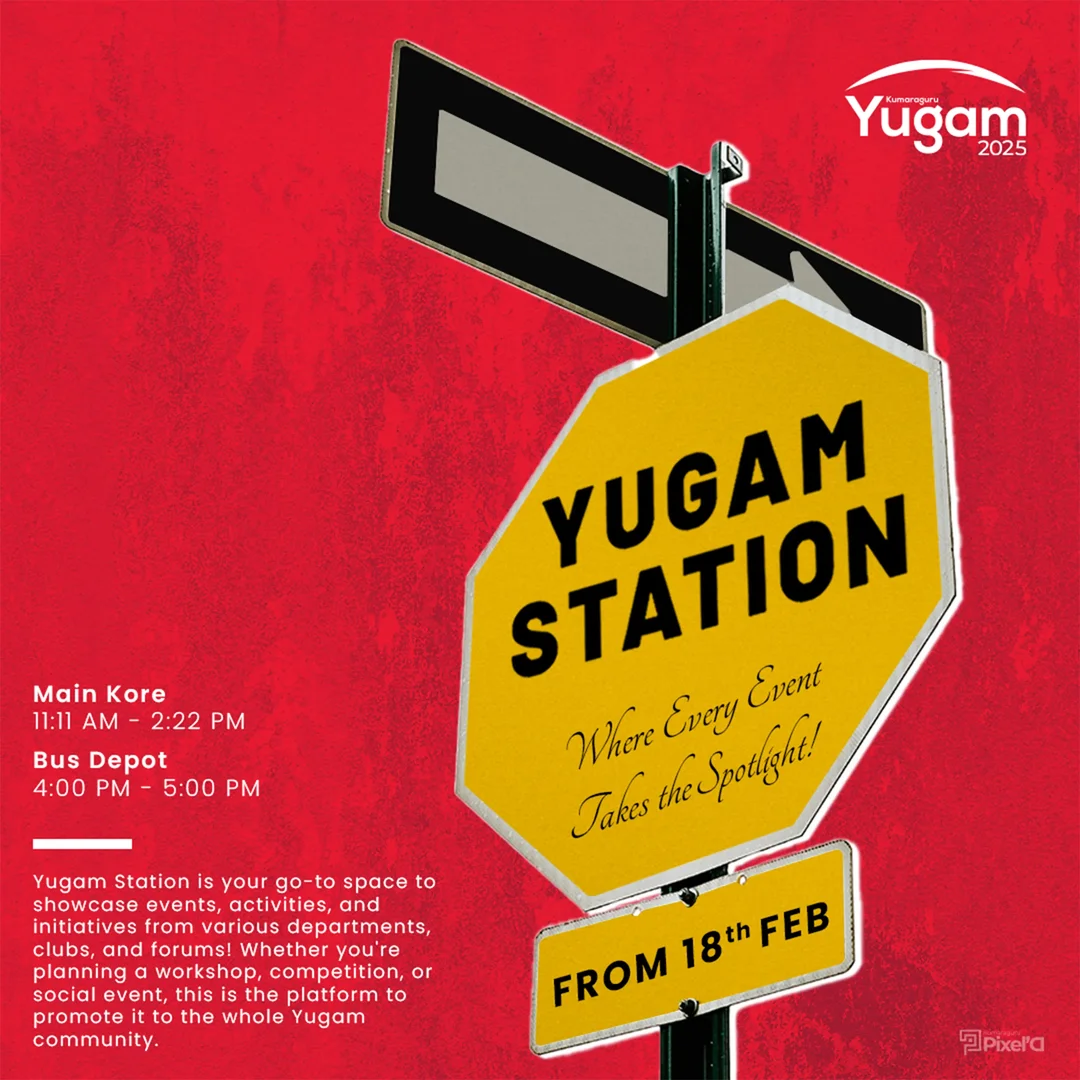 Kumaraguru
Yugam
2025
YUGAM
STATION
Where Every Event
Takes the Spotlight!
FROM 18th FEB
Main Kore
11:11 AM - 2:22 PM
Bus Depot
4:00 PM - 5:00 PM
Yugam Station is your go-to space to
showcase events, activities, and
initiatives from various departments,
clubs, and forums! Whether you're
planning a workshop, competition, or
social event, this is the platform to
promote it to the whole Yugam
community.
Kumaraguru
Pixel'D